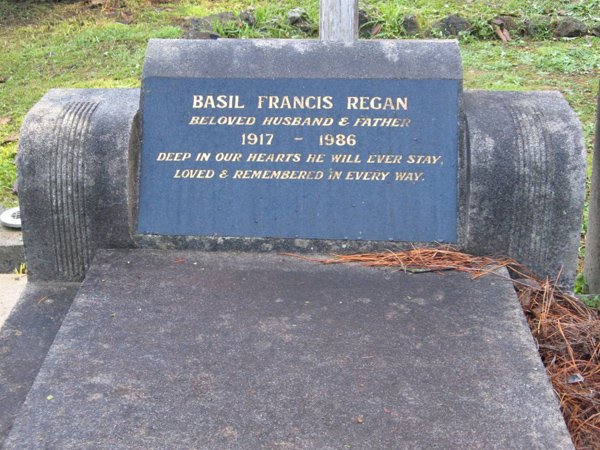 BASIL FRANCIS REGAN
BELOVED HUSBAND & FATHER
1917 - 1986
DEEP IN OUR HEARTS HE WILL EVER STAY,
LOVED & REMEMBERED IN EVERY WAY.